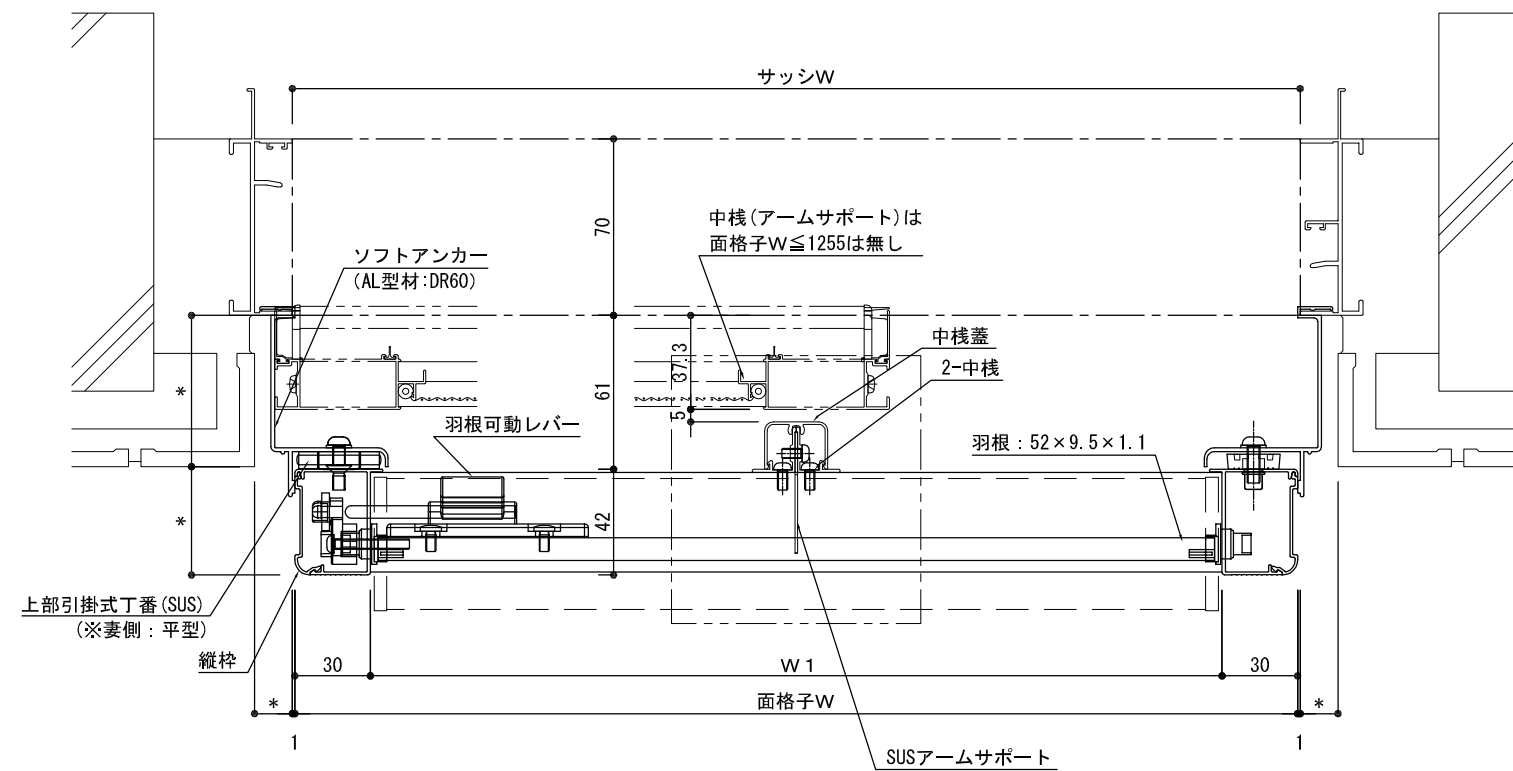 サッシW
70
中桟(アームサポート)は
面格子W≦1255は無し
ソフトアンカー
(AL型材:DR60)
中桟蓋
2-中桟
37.3
5
61
*
羽根可動レバー
羽根：52×9.5×1.1
*
42
上部引掛式丁番(SUS)
(※妻側：平型)
縦枠
30
W1
30
*
面格子W
*
1
1
SUSアームサポート